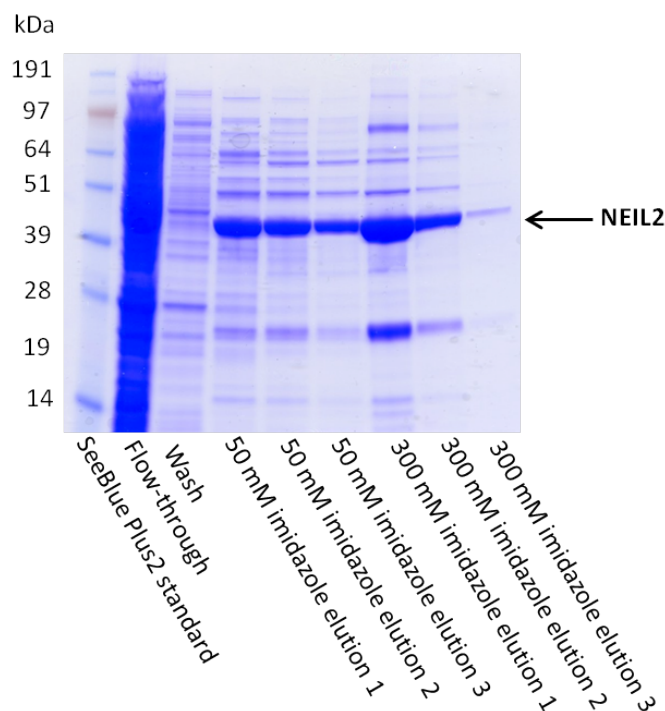 kDa
191
97
64
51
39
28
19
14
NEIL2
SeeBlue Plus2 standard
Flow-through
Wash
50 mM imidazole elution 1
50 mM imidazole elution 2
50 mM imidazole elution 3
300 mM imidazole elution 1
300 mM imidazole elution 2
300 mM imidazole elution 3